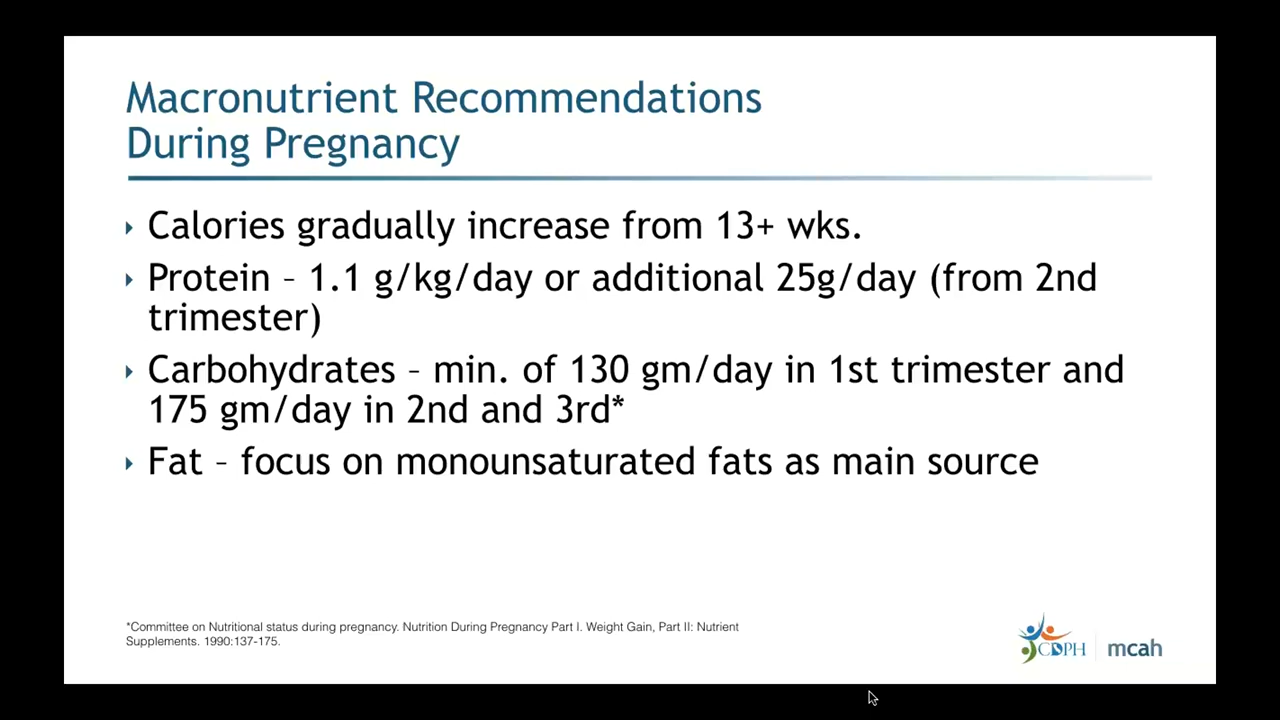 Macronutrient Recommendations
During Pregnancy
Calories gradually increase from 13+ wks.
Protein – 1.1 g/kg/day or additional 25g/day (from 2nd
trimester)
Carbohydrates – min. of 130 gm/day in 1st trimester and
175 gm/day in 2nd and 3rd*
Fat – focus on monounsaturated fats as main source
*Committee on Nutritional status during pregnancy. Nutrition During Pregnancy Part I. Weight Gain, Part II: Nutrient
Supplements. 1990:137-175.
CDPH mcah